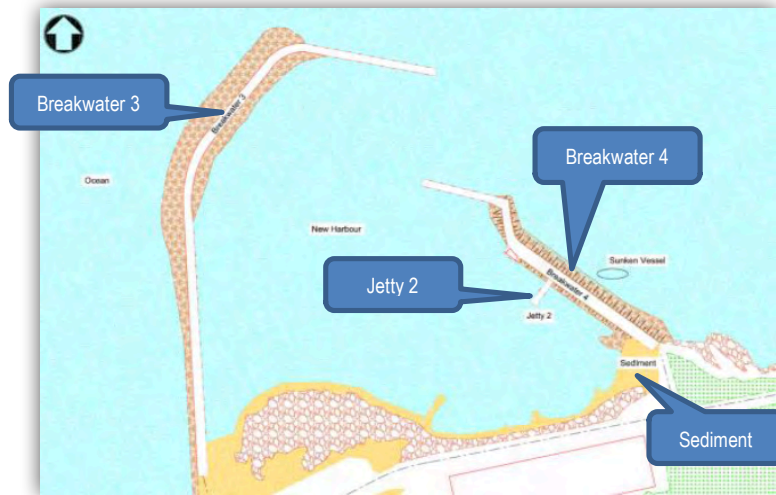 Breakwater 3
Breakwater 3
Breakwater 4
Ocean
New Harbour
Sunken Vessel
Jetty 2
Breakwater 4
Jetty 2
Sediment
Sediment